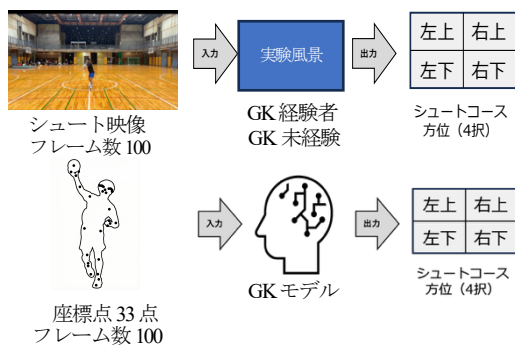 入力
実験風景
出力
左上 右上
左下 右下
シュート映像
フレーム数 100
GK 経験者
GK 未経験
シュートコース
方位（4択）
入力
出力
左上 右上
左下 右下
GK モデル
シュートコース
方位（4択）
座標点 33 点
フレーム数 100